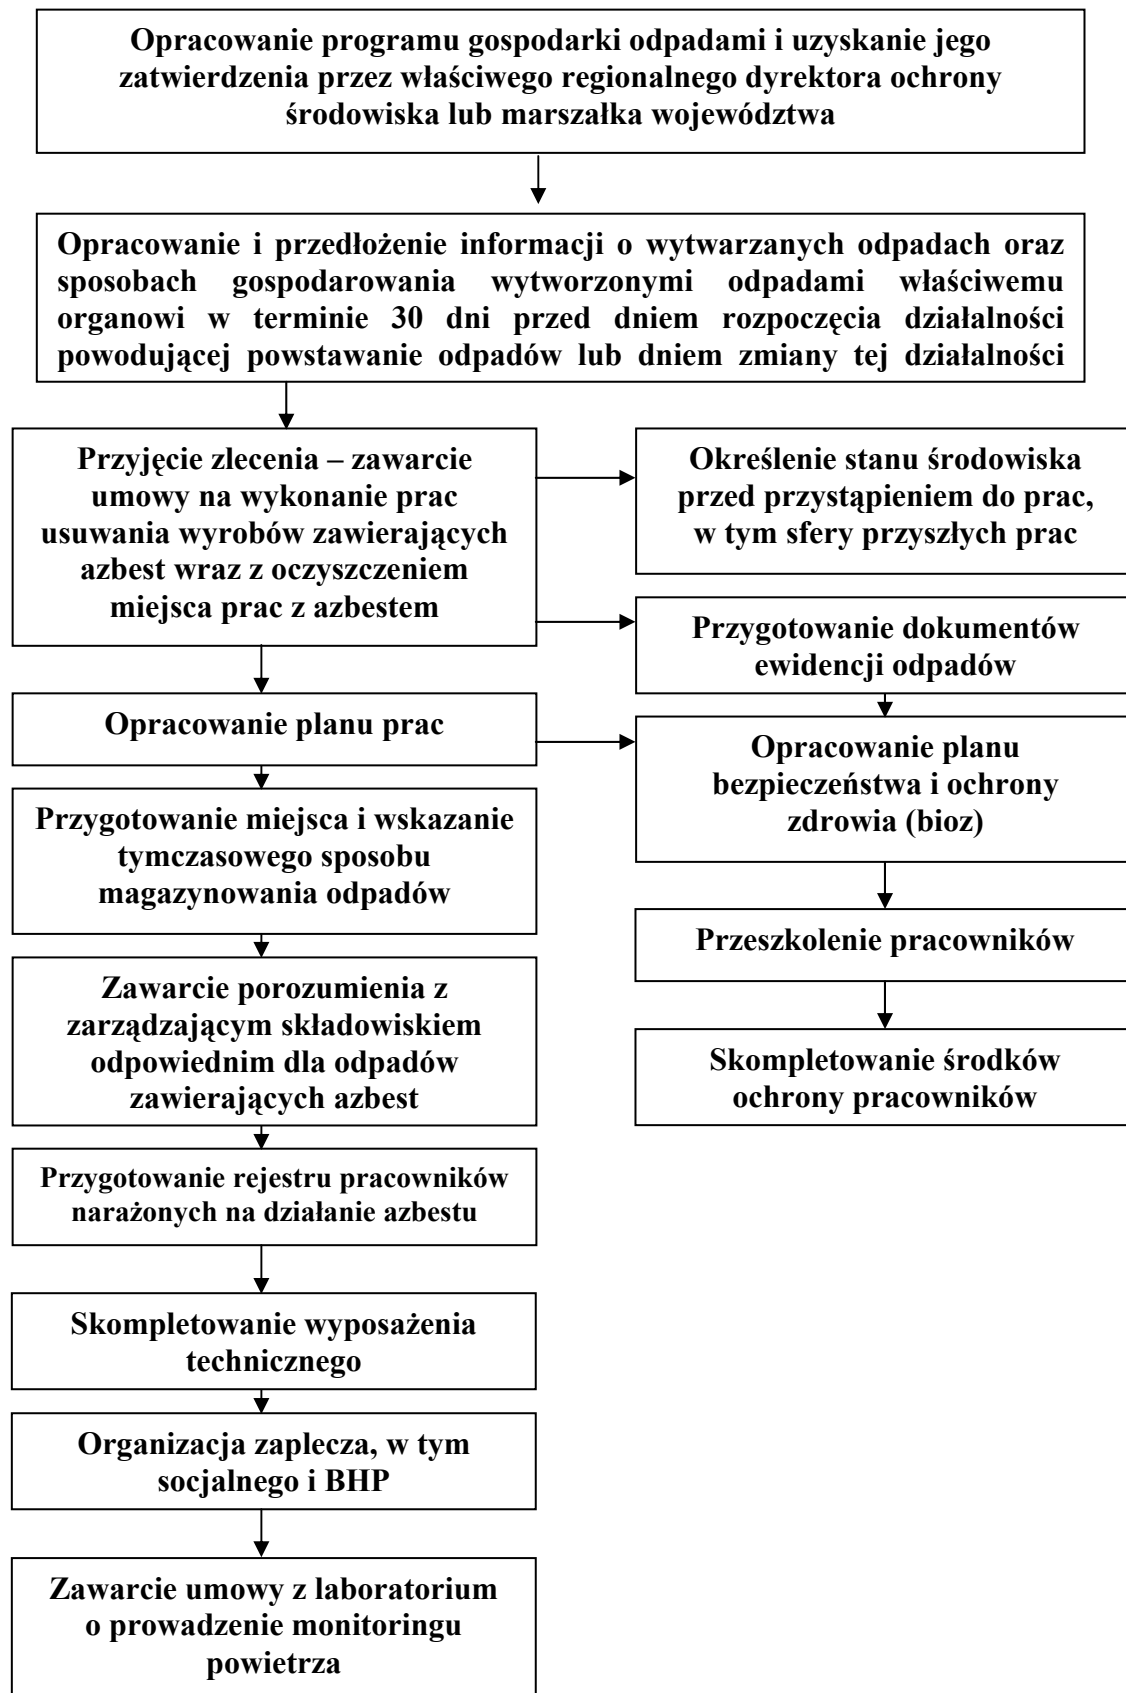 Opracowanie programu gospodarki odpadami i uzyskanie jego
zatwierdzenia przez właściwego regionalnego dyrektora ochrony
środowiska lub marszałka województwa
Opracowanie i przedłożenie informacji o wytwarzanych odpadach oraz
sposobach gospodarowania wytworzonymi odpadami właściwemu
organowi w terminie 30 dni przed dniem rozpoczęcia działalności
powodującej powstawanie odpadów lub dniem zmiany tej działalności
Przyjęcie zlecenia – zawarcie
umowy na wykonanie prac
usuwania wyrobów zawierających
azbest wraz z oczyszczeniem
miejsca prac z azbestem
Określenie stanu środowiska
przed przystąpieniem do prac,
w tym sfery przyszłych prac
Przygotowanie dokumentów
ewidencji odpadów
Opracowanie planu prac
Opracowanie planu
bezpieczeństwa i ochrony
zdrowia (bioz)
Przygotowanie miejsca i wskazanie
tymczasowego sposobu
magazynowania odpadów
Przeszkolenie pracowników
Zawarcie porozumienia z
zarządzającym składowiskiem
odpowiednim dla odpadów
zawierających azbest
Skompletowanie środków
ochrony pracowników
Przygotowanie rejestru pracowników
narażonych na działanie azbestu
Skompletowanie wyposażenia
technicznego
Organizacja zaplecza, w tym
socjalnego i BHP
Zawarcie umowy z laboratorium
o prowadzenie monitoringu
powietrza